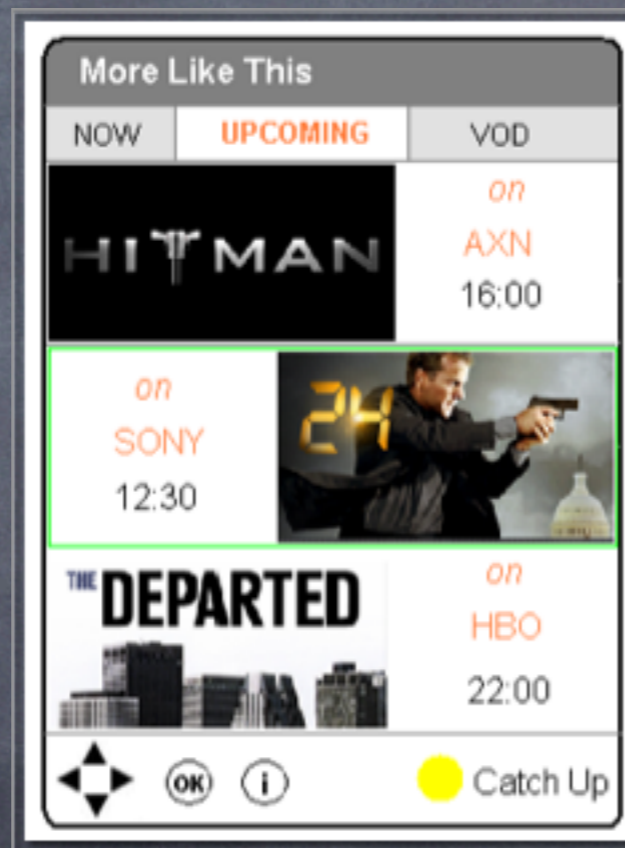 More Like This
NOW UPCOMING VOD
HITMAN
on
AXN
16:00
on
SONY
12:30
24
THE DEPARTED
on
HBO
22:00
OK i Catch Up